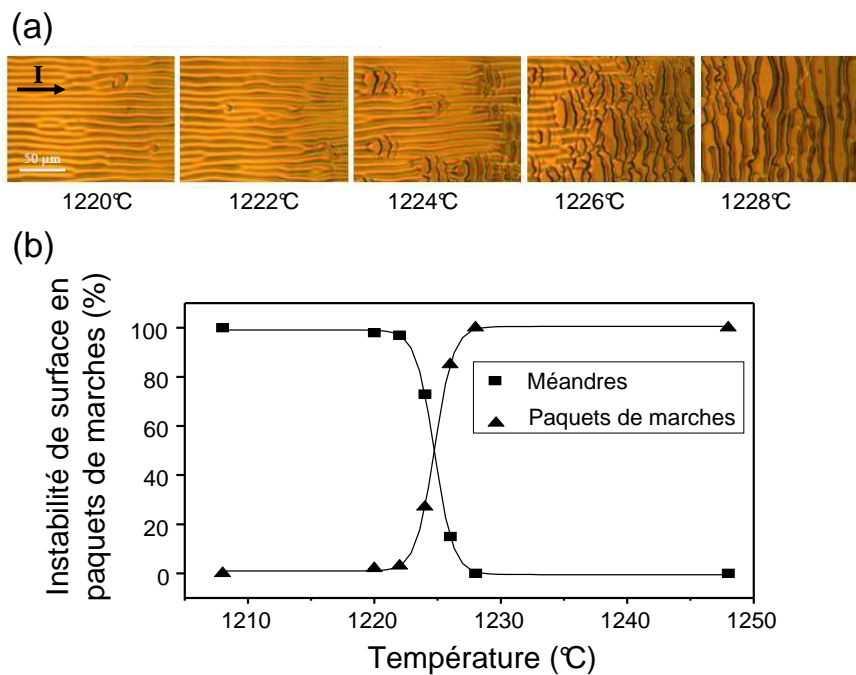 (a)
I
50 µm
1220℃
1222℃
1224℃
1226℃
1228℃
(b)
Instabilité de surface en
paquets de marches (%)
100
80
60
40
20
0
Méandres
Paquets de marches
1210
1220
1230
1240
1250
Température (℃)